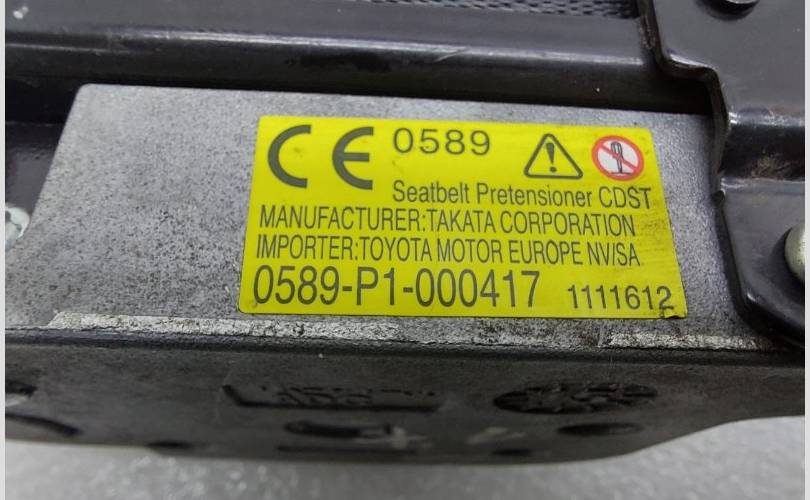 CE 0589
Seatbelt Pretensioner CDST
MANUFACTURER:TAKATA CORPORATION
IMPORTER:TOYOTA MOTOR EUROPE NV/SA
0589-P1-000417 1111612